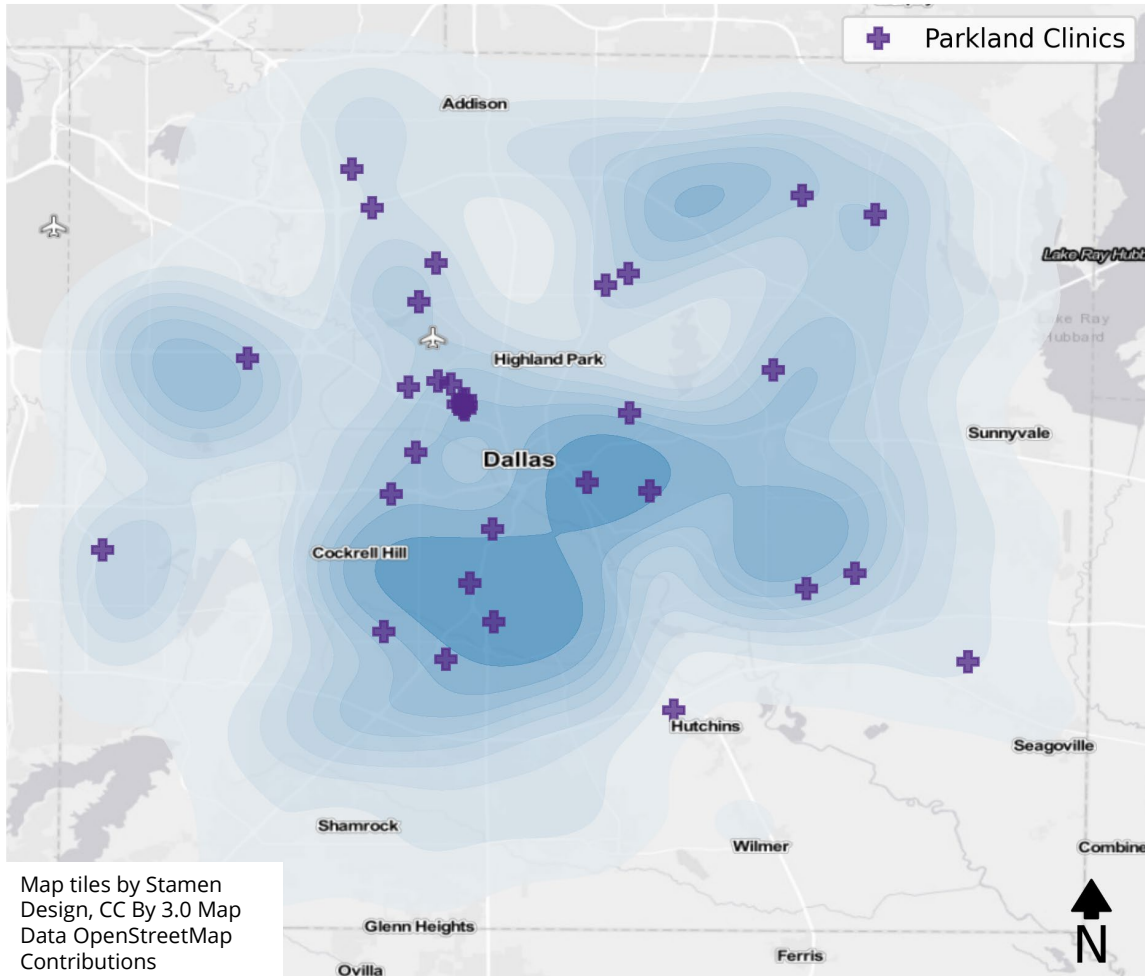 Parkland Clinics
Addison
Lake Ray Hubb
ke Ray
Hubbard
Highland Park
Sunnyvale
Dallas
Cockrell Hill
Hutchins
Seagoville
Shamrock
Wilmer
Combine
Map tiles by Stamen
Design, CC By 3.0 Map
Data OpenStreetMap
Contributions
Glenn Heights
Ferris
Ovilla
N